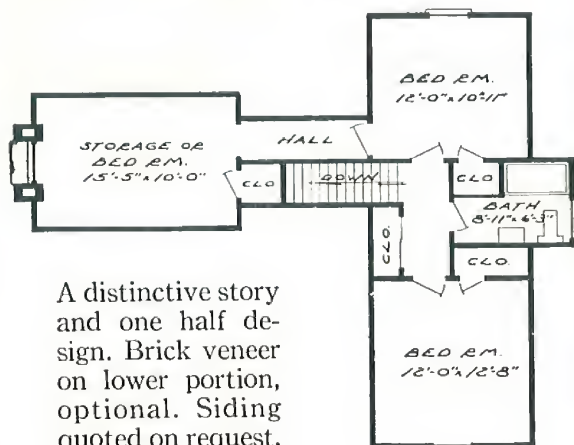 BED RM.
12'-0" x 10'-11"
HALL
STORAGE OR
BED RM.
15'-5" x 10'-0"
CLO
DOWN
CLO
BATH
8'-11" x 6'-3"
CLO.
CLO.
BED RM.
12'-0" x 12'-8"
A distinctive story
and one half de-
sign. Brick veneer
on lower portion,
optional. Siding
quoted on request.